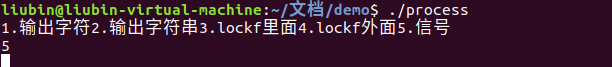 liubin@liubin-virtual-machine:~/文档/demo$ ./process
1.输出字符2.输出字符串3.lockf里面4.lockf外面5.信号
5